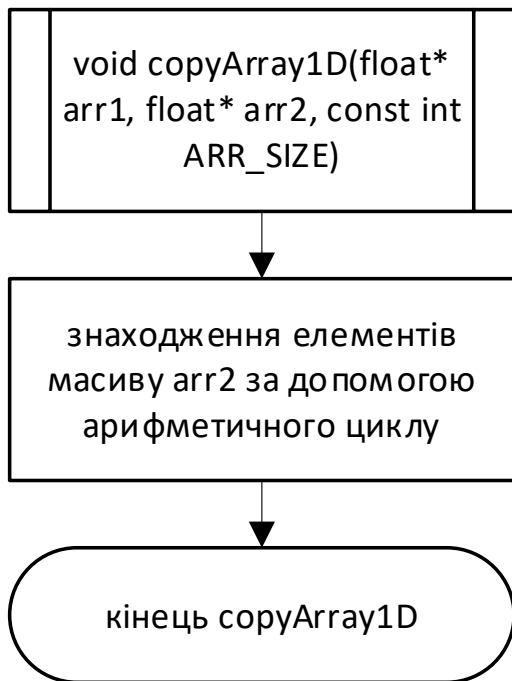 void copyArray1D(float*
arr1, float* arr2, const int
ARR_SIZE)
знаходження елементів
масиву arr2 за допомогою
арифметичного циклу
кінець copyArray1D